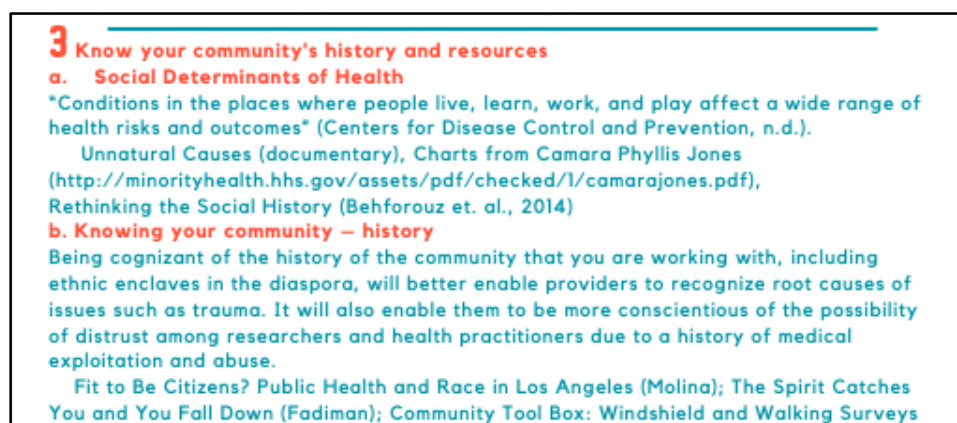 3 Know your community's history and resources
a. Social Determinants of Health
"Conditions in the places where people live, learn, work, and play affect a wide range of
health risks and outcomes" (Centers for Disease Control and Prevention, n.d.).
Unnatural Causes (documentary), Charts from Camara Phyllis Jones
(http://minorityhealth.hhs.gov/assets/pdf/checked/1/camarajones.pdf),
Rethinking the Social History (Behforouz et. al., 2014)
b. Knowing your community – history
Being cognizant of the history of the community that you are working with, including
ethnic enclaves in the diaspora, will better enable providers to recognize root causes of
issues such as trauma. It will also enable them to be more conscientious of the possibility
of distrust among researchers and health practitioners due to a history of medical
exploitation and abuse.
Fit to Be Citizens? Public Health and Race in Los Angeles (Molina); The Spirit Catches
You and You Fall Down (Fadiman); Community Tool Box: Windshield and Walking Surveys